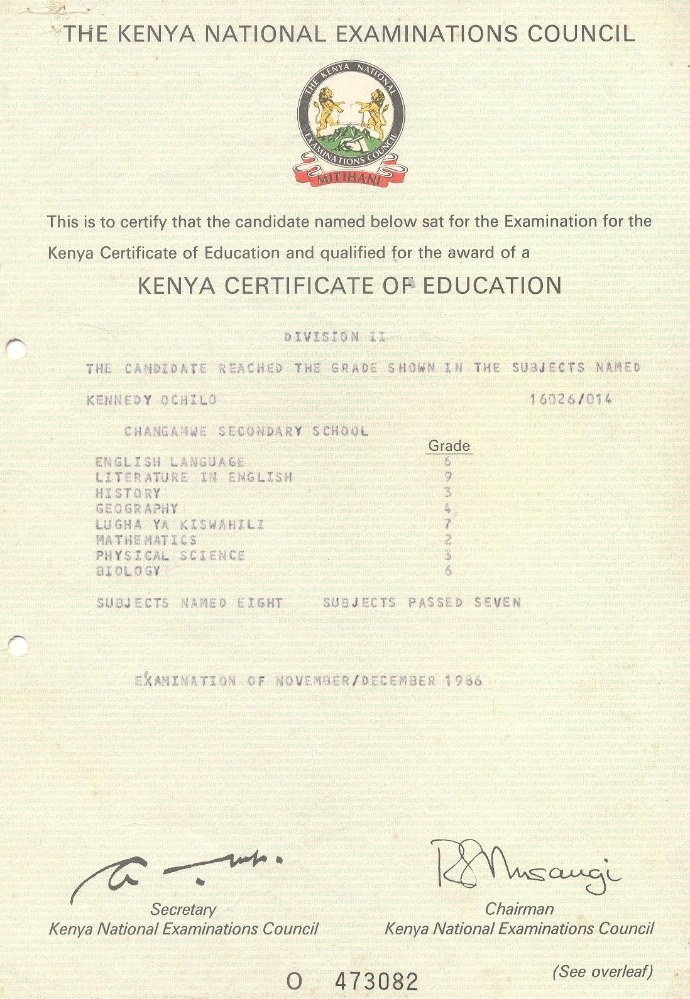 THE KENYA NATIONAL EXAMINATIONS COUNCIL
THE KENYA NATIONAL
EXAMINATIONS COUNCIL
MITIHANI
This is to certify that the candidate named below sat for the Examination for the
Kenya Certificate of Education and qualified for the award of a
KENYA CERTIFICATE OF EDUCATION
DIVISION II
THE CANDIDATE REACHED THE GRADE SHOWN IN THE SUBJECTS NAMED
KENNEDY OCHILO 16026/014
CHANGAMWE SECONDARY SCHOOL
Grade
ENGLISH LANGUAGE 6
LITERATURE IN ENGLISH 9
HISTORY 3
GEOGRAPHY 4
LUGHA YA KISWAHILI 7
MATHEMATICS 2
PHYSICAL SCIENCE 3
BIOLOGY 6
SUBJECTS NAMED EIGHT SUBJECTS PASSED SEVEN
EXAMINATION OF NOVEMBER/DECEMBER 1986
Secretary Chairman
Kenya National Examinations Council Kenya National Examinations Council
(See overleaf)
O 473082